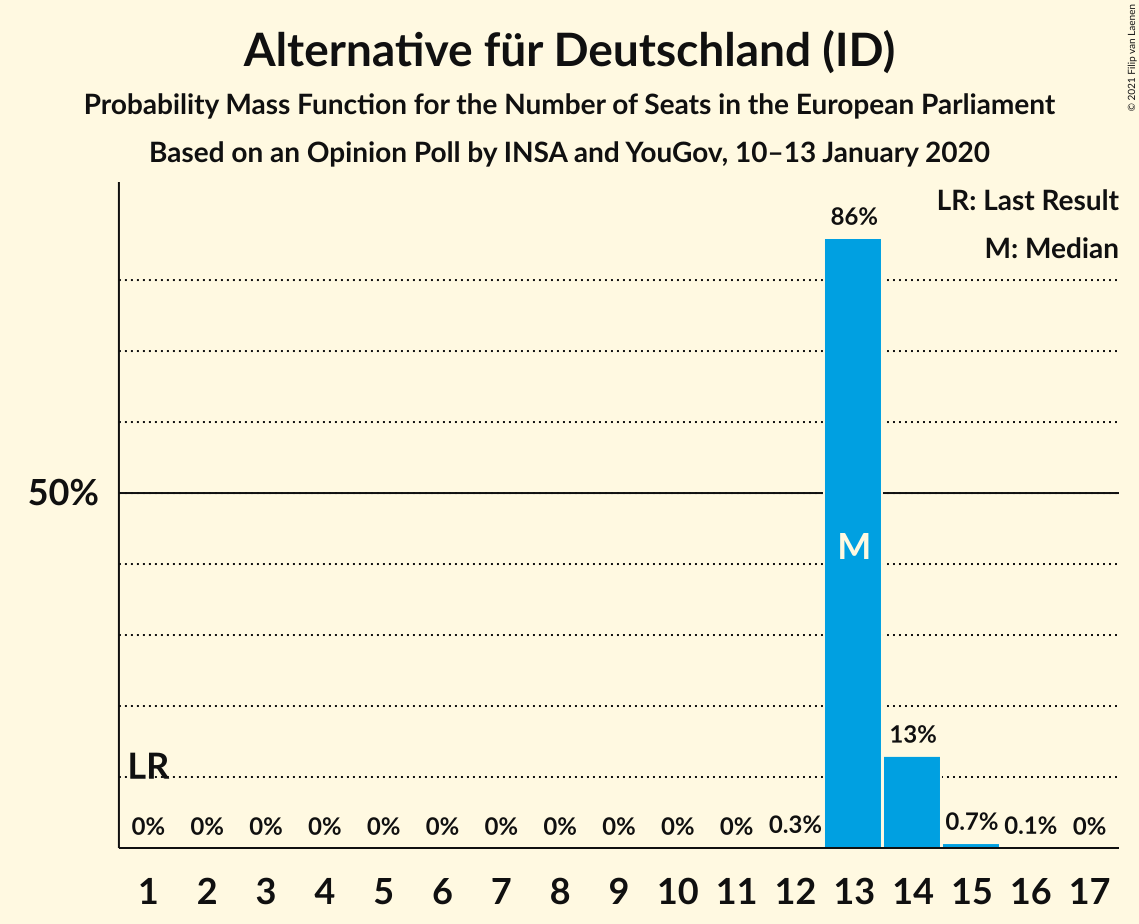 Alternative für Deutschland (ID)
Probability Mass Function for the Number of Seats in the European Parliament
Based on an Opinion Poll by INSA and YouGov, 10–13 January 2020
© 2021 Filip van Laenen
LR: Last Result
M: Median
86%
50%
M
13%
LR
0% 0% 0% 0% 0% 0% 0% 0% 0% 0% 0% 0.3% 0.7% 0.1% 0%
1 2 3 4 5 6 7 8 9 10 11 12 13 14 15 16 17